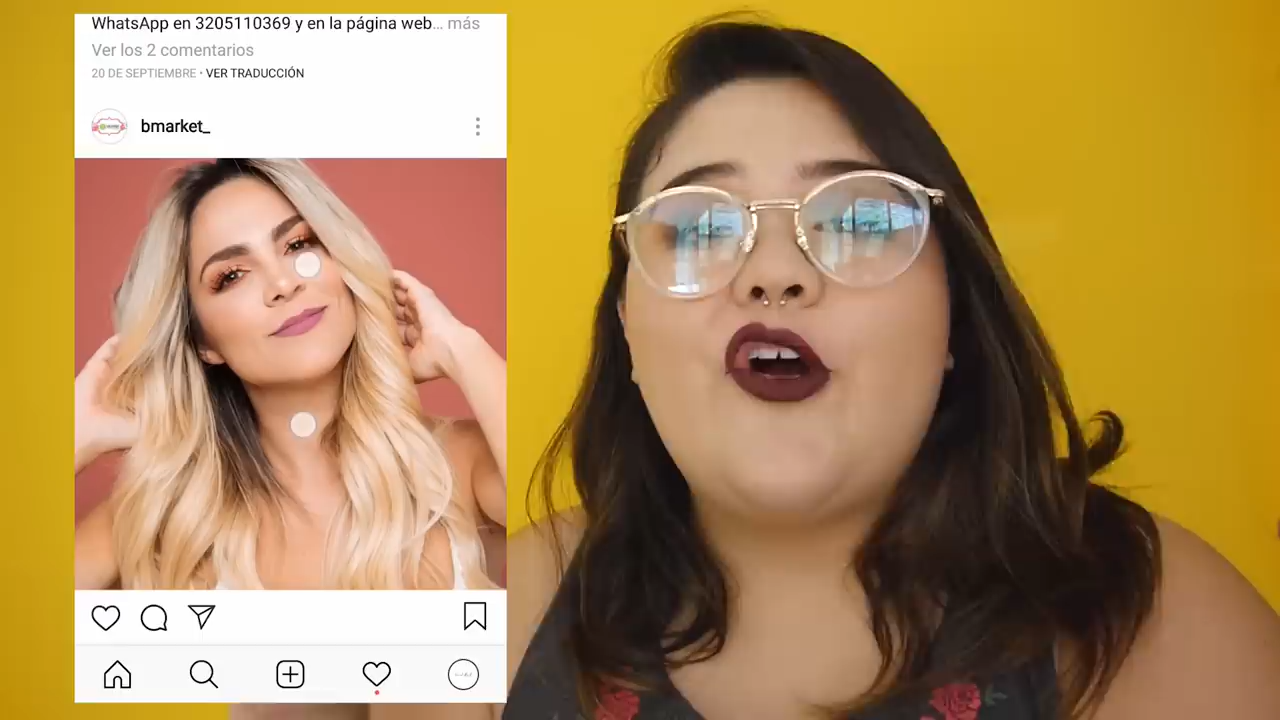 WhatsApp en 3205110369 y en la página web... más
Ver los 2 comentarios
20 DE SEPTIEMBRE • VER TRADUCCIÓN
bmarket_